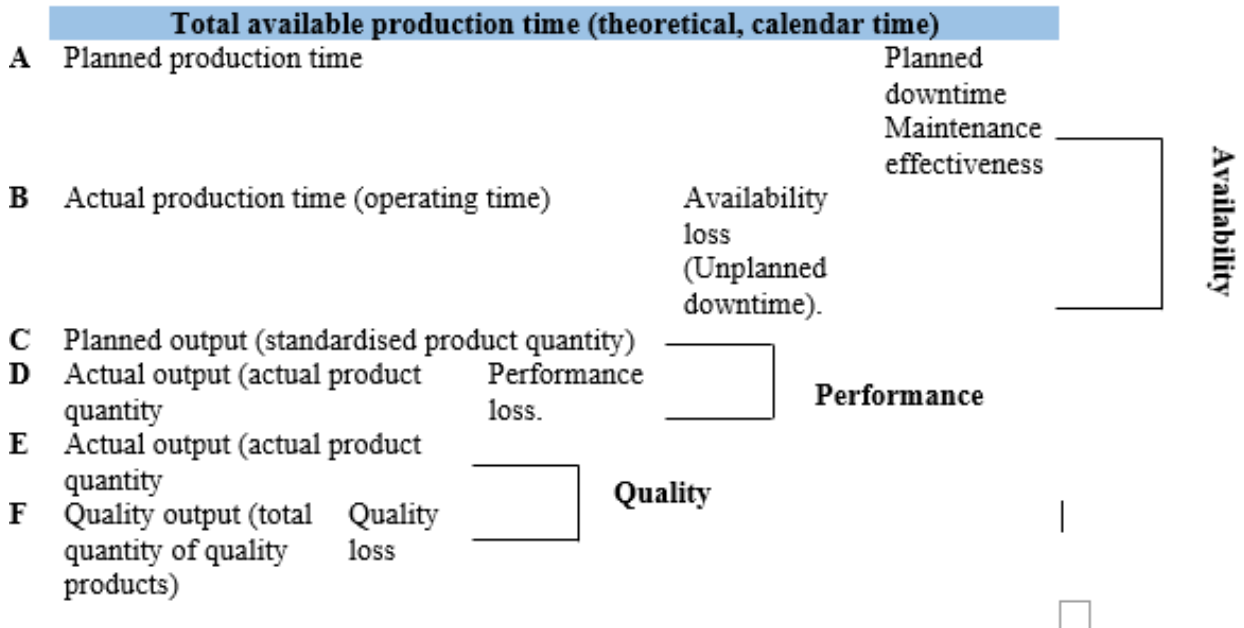 Total available production time (theoretical, calendar time)
A Planned production time Planned
downtime
Maintenance
effectiveness
Availability
B Actual production time (operating time) Availability
loss
(Unplanned
downtime).
C Planned output (standardised product quantity)
D Actual output (actual product Performance
quantity loss.
Performance
E Actual output (actual product
quantity
Quality
F Quality output (total Quality
quantity of quality loss
products)